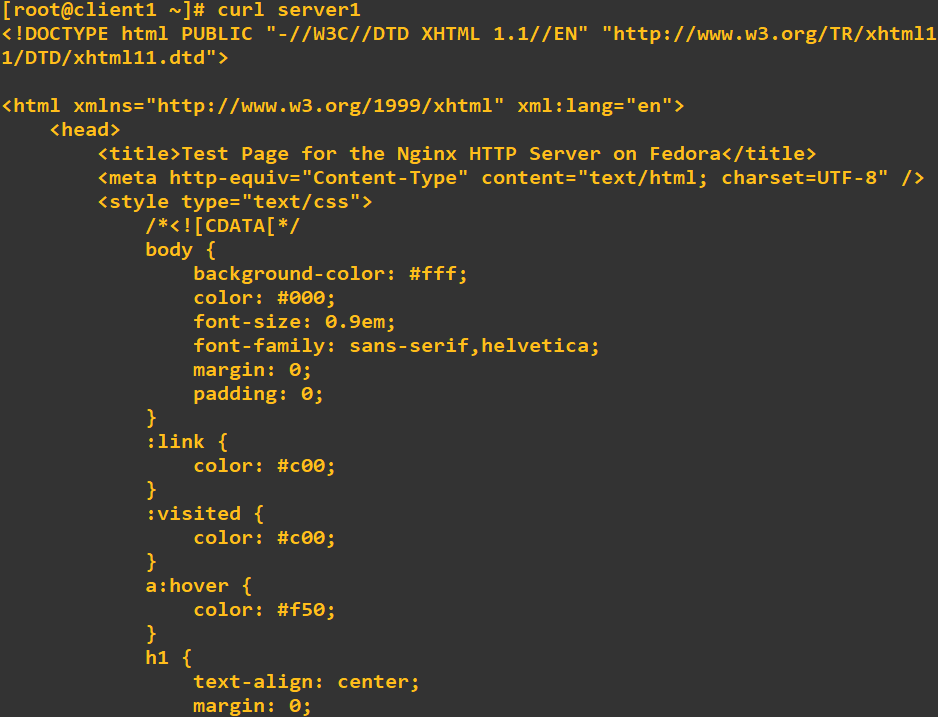 [root@client1 ~]# curl server1
<!DOCTYPE html PUBLIC "-//W3C//DTD XHTML 1.1//EN" "http://www.w3.org/TR/xhtml1
1/DTD/xhtml11.dtd">

<html xmlns="http://www.w3.org/1999/xhtml" xml:lang="en">
    <head>
        <title>Test Page for the Nginx HTTP Server on Fedora</title>
        <meta http-equiv="Content-Type" content="text/html; charset=UTF-8" />
        <style type="text/css">
            /*<![CDATA[*/
            body {
                background-color: #fff;
                color: #000;
                font-size: 0.9em;
                font-family: sans-serif,helvetica;
                margin: 0;
                padding: 0;
            }
            :link {
                color: #c00;
            }
            :visited {
                color: #c00;
            }
            a:hover {
                color: #f50;
            }
            h1 {
                text-align: center;
                margin: 0;